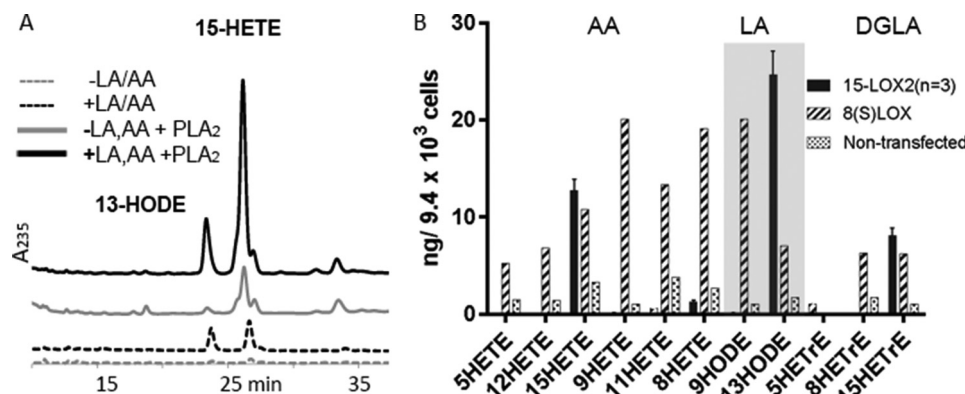 A
15-HETE
-LA/AA
+LA/AA
-LA,AA + PLA2
+LA,AA +PLA2
13-HODE
A235
15
25 min
35
B
30
20
10
0
ng/ 9.4 x 10³ cells
AA
LA
DGLA
15-LOX2(n=3)
8(S)LOX
Non-transfected
5HETE
12HETE
15HETE
9HETE
11HETE
8HETE
9HODE
13HODE
5HETrE
8HETrE
15HETrE